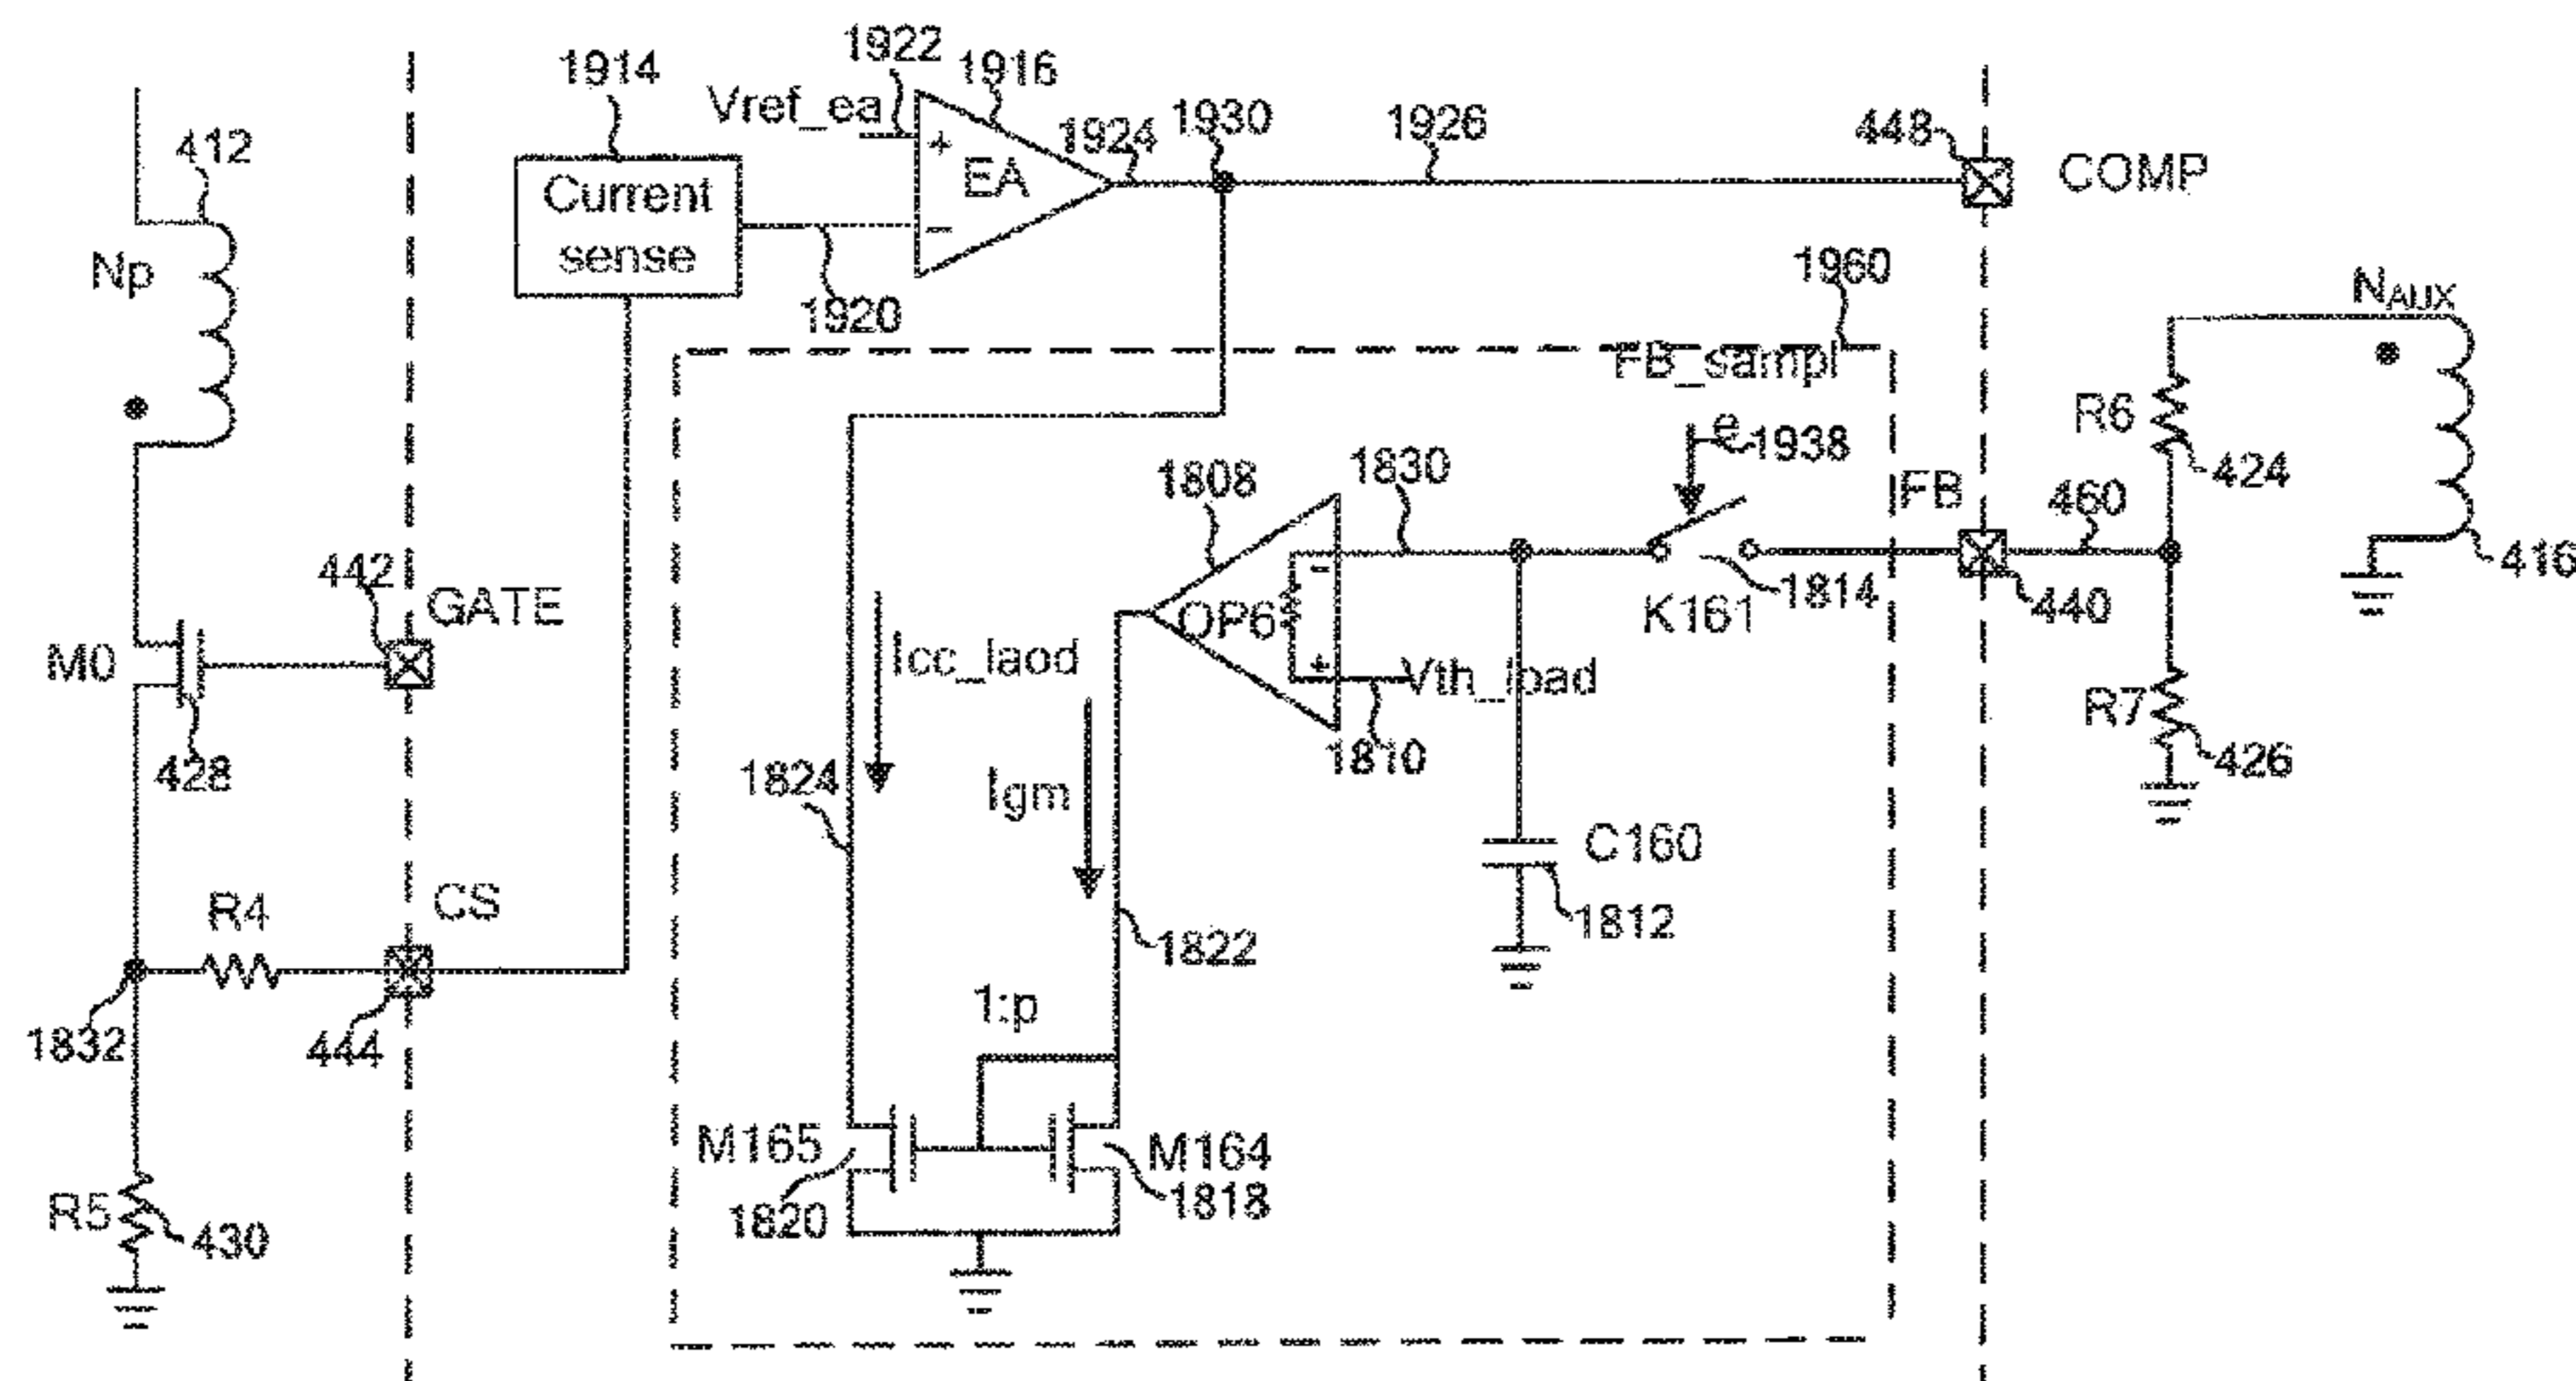 1922
1914
1916
Vref_ea
+
EA
−
1924
1930
1926
448
COMP
412
Current
sense
1920
Np
1960
NAUX
FB_sampl
e
1938
R6
424
1808
1830
FB
460
416
442
GATE
OP6
−
+
K161
1814
440
M0
Icc_laod
Vth_load
R7
428
1824
Igm
1810
426
C160
CS
R4
1812
1822
1:p
1832
444
M165
M164
1818
R5
1820
430